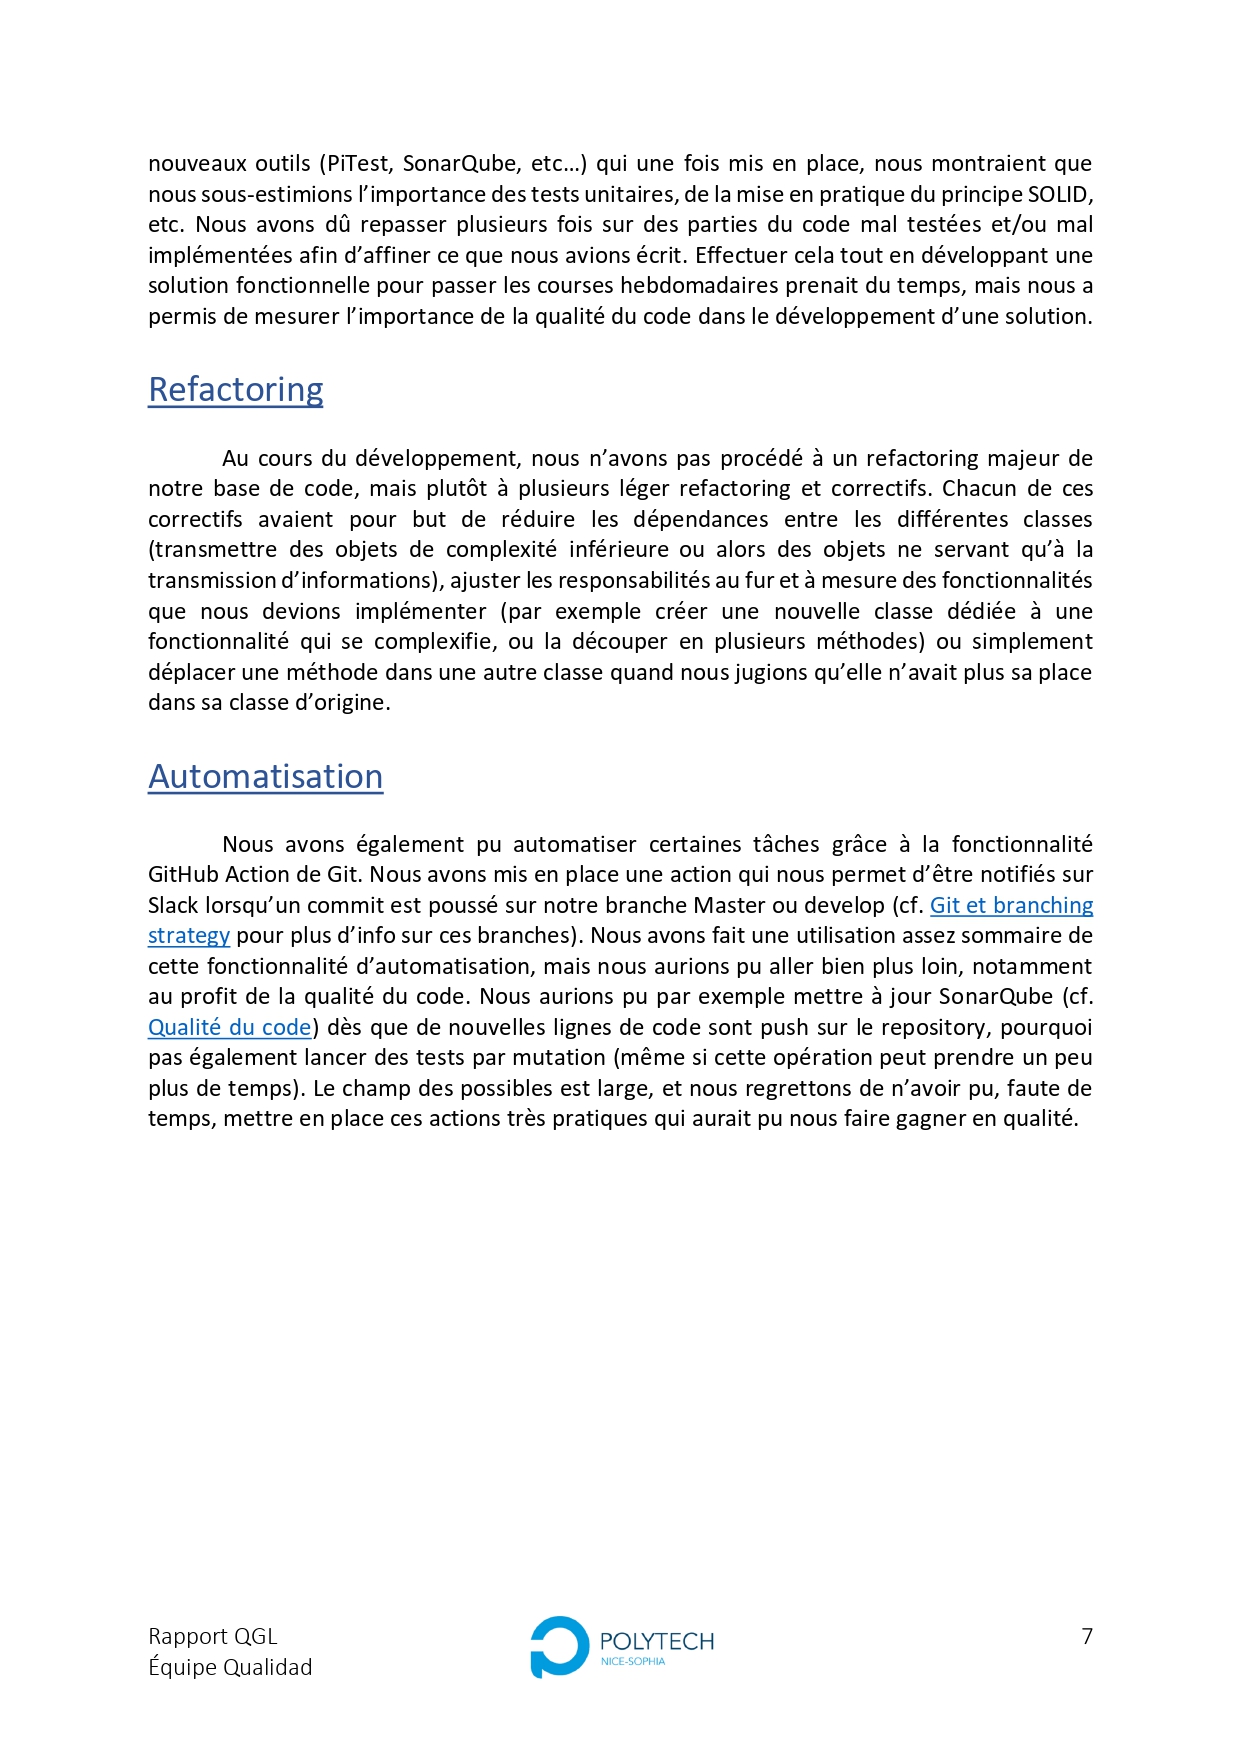 nouveaux outils (PiTest, SonarQube, etc…) qui une fois mis en place, nous montraient que
nous sous-estimions l’importance des tests unitaires, de la mise en pratique du principe SOLID,
etc. Nous avons dû repasser plusieurs fois sur des parties du code mal testées et/ou mal
implémentées afin d’affiner ce que nous avions écrit. Effectuer cela tout en développant une
solution fonctionnelle pour passer les courses hebdomadaires prenait du temps, mais nous a
permis de mesurer l’importance de la qualité du code dans le développement d’une solution.
Refactoring
Au cours du développement, nous n’avons pas procédé à un refactoring majeur de
notre base de code, mais plutôt à plusieurs léger refactoring et correctifs. Chacun de ces
correctifs avaient pour but de réduire les dépendances entre les différentes classes
(transmettre des objets de complexité inférieure ou alors des objets ne servant qu’à la
transmission d’informations), ajuster les responsabilités au fur et à mesure des fonctionnalités
que nous devions implémenter (par exemple créer une nouvelle classe dédiée à une
fonctionnalité qui se complexifie, ou la découper en plusieurs méthodes) ou simplement
déplacer une méthode dans une autre classe quand nous jugions qu’elle n’avait plus sa place
dans sa classe d’origine.
Automatisation
Nous avons également pu automatiser certaines tâches grâce à la fonctionnalité
GitHub Action de Git. Nous avons mis en place une action qui nous permet d’être notifiés sur
Slack lorsqu’un commit est poussé sur notre branche Master ou develop (cf. Git et branching
strategy pour plus d’info sur ces branches). Nous avons fait une utilisation assez sommaire de
cette fonctionnalité d’automatisation, mais nous aurions pu aller bien plus loin, notamment
au profit de la qualité du code. Nous aurions pu par exemple mettre à jour SonarQube (cf.
Qualité du code) dès que de nouvelles lignes de code sont push sur le repository, pourquoi
pas également lancer des tests par mutation (même si cette opération peut prendre un peu
plus de temps). Le champ des possibles est large, et nous regrettons de n’avoir pu, faute de
temps, mettre en place ces actions très pratiques qui aurait pu nous faire gagner en qualité.
Rapport QGL
Équipe Qualidad
POLYTECH
NICE-SOPHIA
7